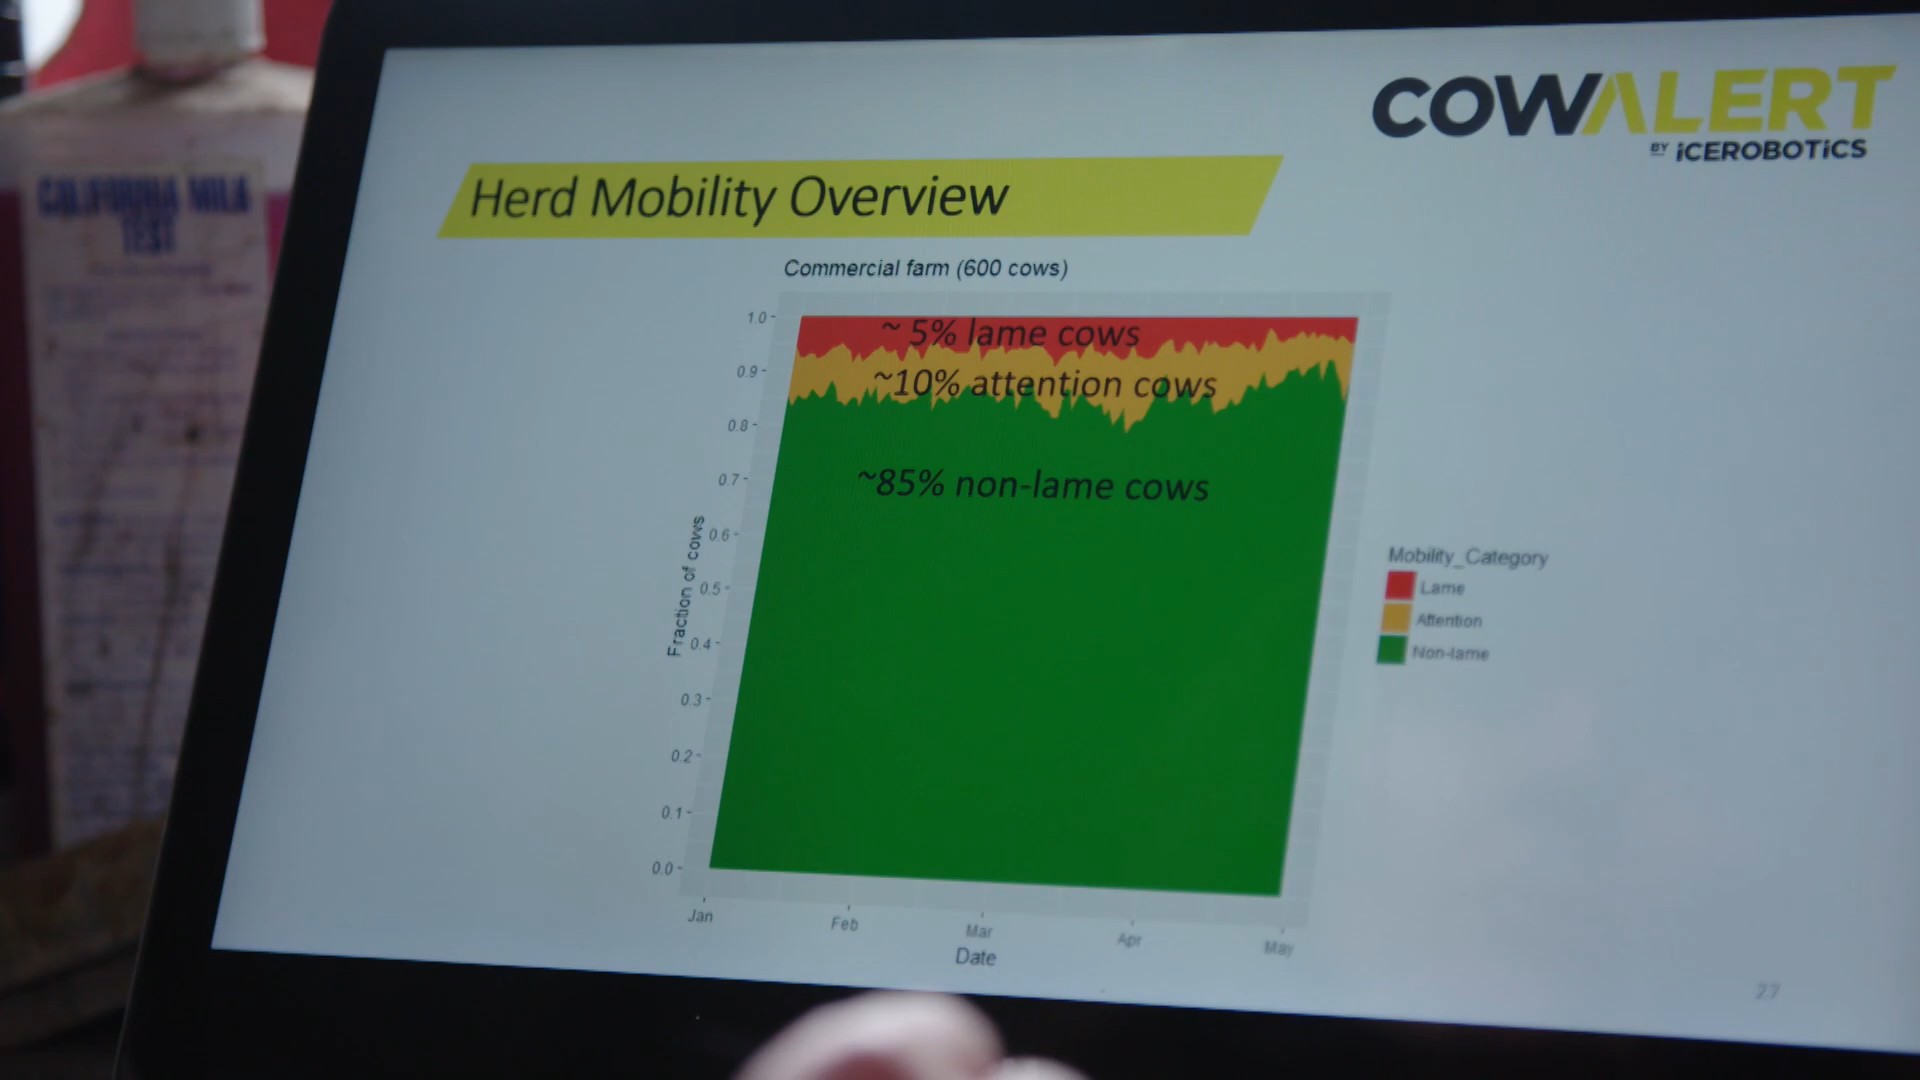 COWALERT
BY iCEROBOTiCS
Herd Mobility Overview
Commercial farm (600 cows)
~ 5% lame cows
~10% attention cows
~85% non-lame cows
1.0
0.9
0.8
0.7
0.6
0.5
0.4
0.3
0.2
0.1
0.0
Fraction of cows
Jan
Feb
Mar
Apr
May
Date
Mobility_Category
Lame
Attention
Non-lame
27
CALIFORNIA MILK
TEST